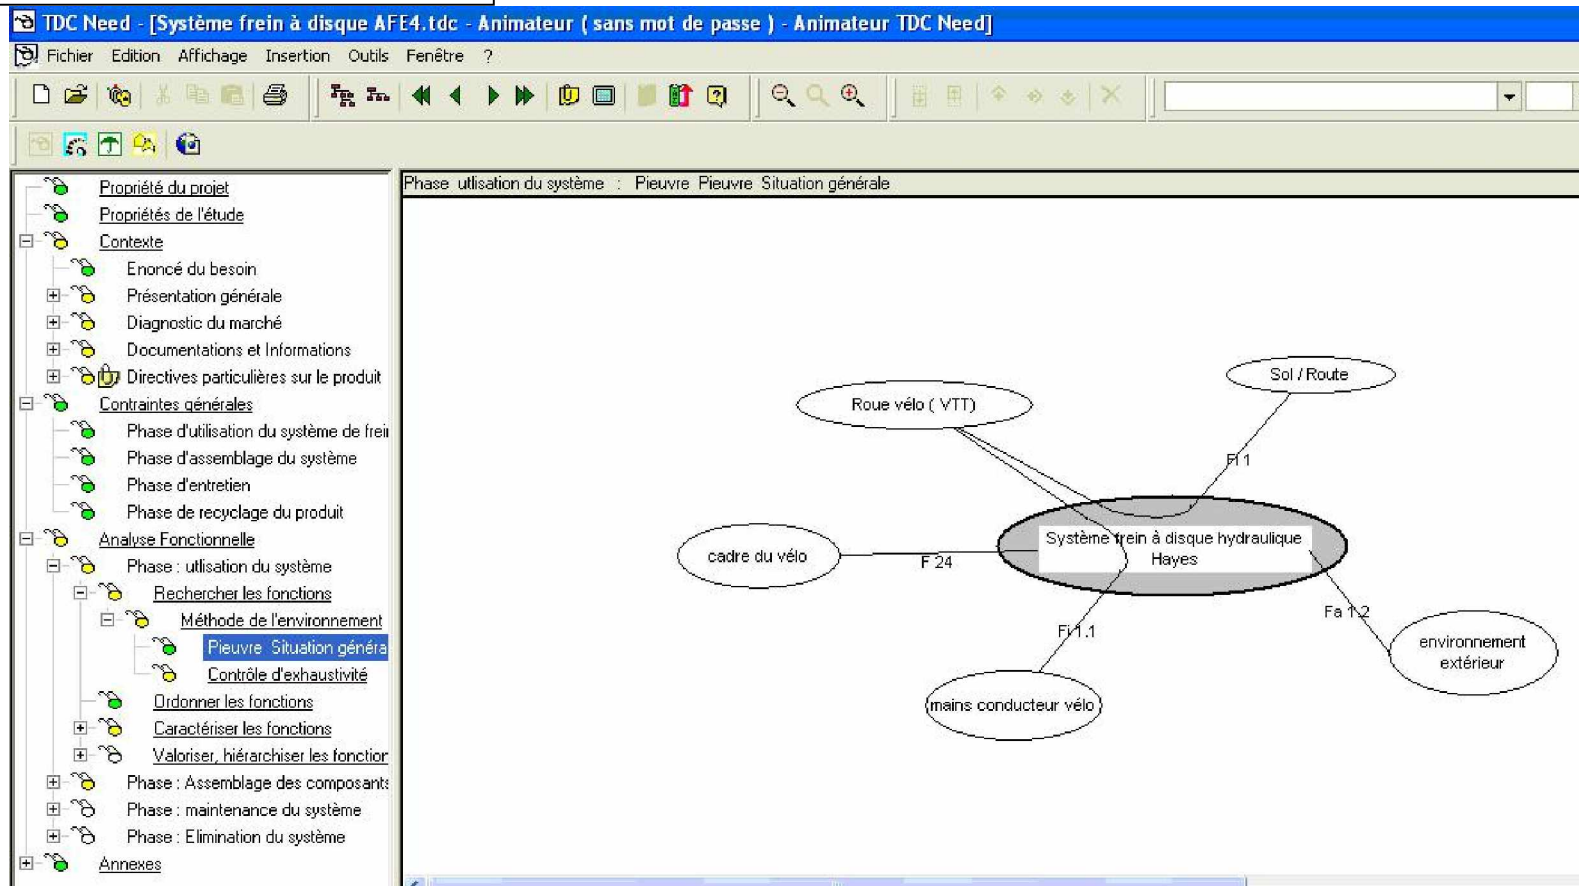 TDC Need - [Système frein à disque AFE4.tdc - Animateur ( sans mot de passe ) - Animateur TDC Need]
Fichier Edition Affichage Insertion Outils Fenêtre ?
Phase utlisation du système : Pieuvre Pieuvre Situation générale
Propriété du projet
Propriétés de l'étude
Contexte
Enoncé du besoin
Présentation générale
Diagnostic du marché
Documentations et Informations
Directives particulières sur le produit
Contraintes générales
Phase d'utilisation du système de frei
Phase d'assemblage du système
Phase d'entretien
Phase de recyclage du produit
Analyse Fonctionnelle
Phase : utlisation du système
Rechercher les fonctions
Méthode de l'environnement
Pieuvre Situation généra
Contrôle d'exhaustivité
Ordonner les fonctions
Caractériser les fonctions
Valoriser, hiérarchiser les fonction
Phase : Assemblage des composants
Phase : maintenance du système
Phase : Elimination du système
Annexes
Sol / Route
Roue vélo ( VTT)
Fi 1
Système frein à disque hydraulique
Hayes
cadre du vélo
F 24
Fa 1.2
Fi 1.1
environnement
extérieur
mains conducteur vélo